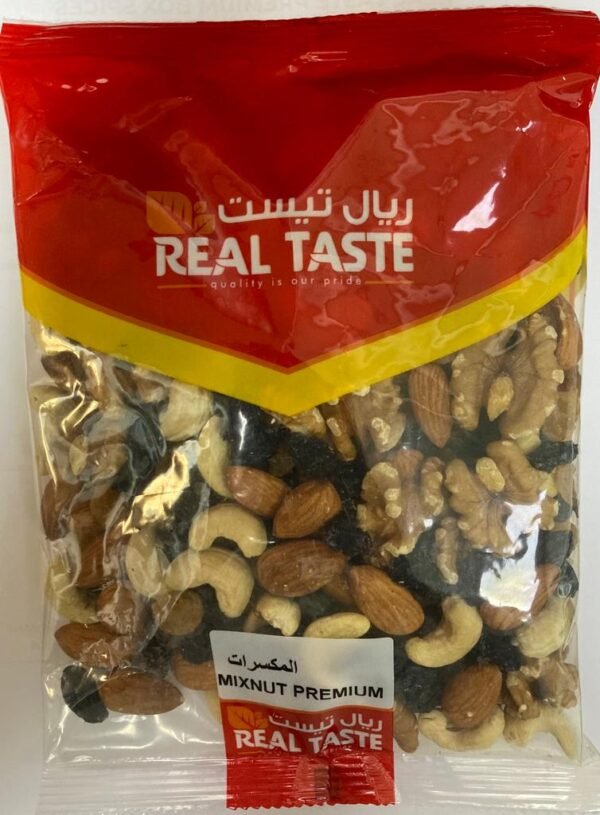 ريال تيست
REAL TASTE
quality is our pride
المكسرات
MIXNUT PREMIUM
ريال تيست
REAL TASTE